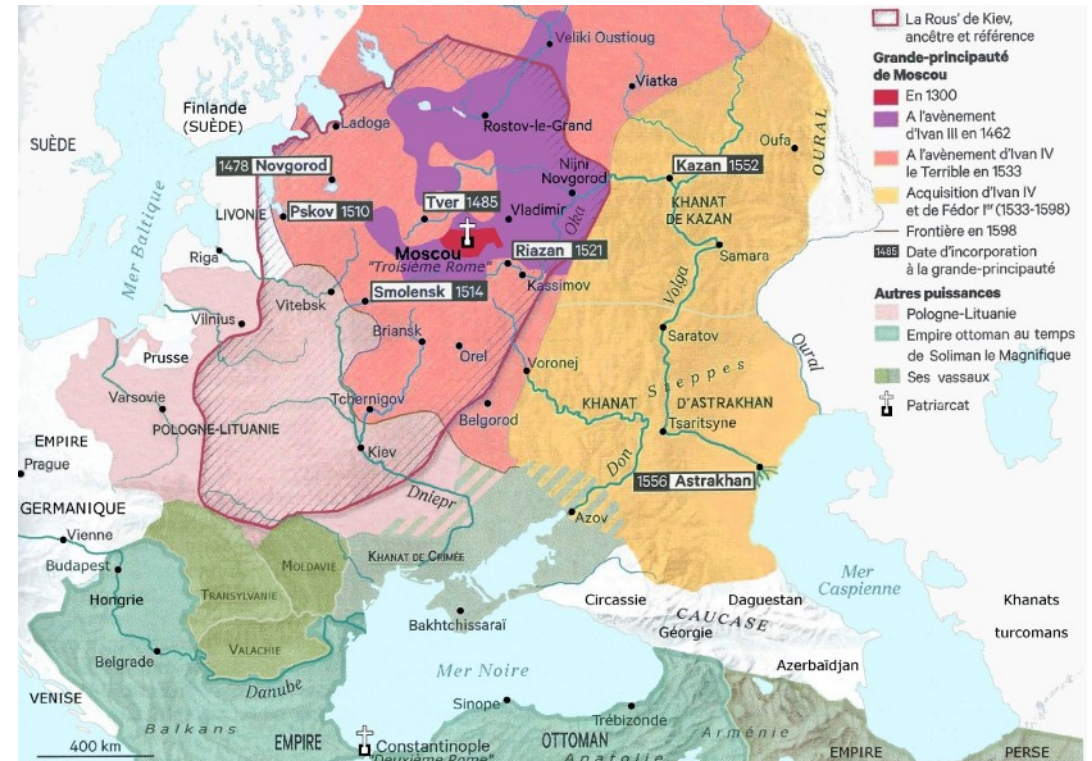 La Rous' de Kiev,
ancêtre et référence
Grande-principauté
de Moscou
En 1300
A l'avènement
d'Ivan III en 1462
A l'avènement d'Ivan IV
le Terrible en 1533
Acquisition d'Ivan IV
et de Fédor Iᵉʳ (1533-1598)
Frontière en 1598
1485 Date d'incorporation
à la grande-principauté
Autres puissances
Pologne-Lituanie
Empire ottoman au temps
de Soliman le Magnifique
Ses vassaux
Patriarcat
Veliki Oustioug
Viatka
Finlande
(SUÈDE)
Ladoga
Rostov-le-Grand
Oufa
OURAL
SUÈDE
1478 Novgorod
Nijni
Novgorod
Kazan 1552
KHANAT
DE KAZAN
LIVONIE
Pskov 1510
Tver 1485
Vladimir
Oka
Mer Baltique
Riga
Moscou
"Troisième Rome"
Riazan 1521
Kassimov
Samara
Volga
Vitebsk
Smolensk 1514
Vilnius
Briansk
Orel
Saratov
Oural
Prusse
Voronej
Steppes
Varsovie
Tchernigov
Belgorod
KHANAT
D'ASTRAKHAN
Tsaritsyne
POLOGNE-LITUANIE
EMPIRE
Prague
Kiev
Don
1556 Astrakhan
GERMANIQUE
Dniepr
Azov
Vienne
Budapest
KHANAT DE CRIMÉE
MOLDAVIE
Mer
Caspienne
Hongrie
TRANSYLVANIE
Circassie
Daguestan
Khanats
turcomans
Bakhtchissaraï
CAUCASE
Géorgie
VALACHIE
Belgrade
Mer Noire
Azerbaïdjan
Danube
VENISE
Sinope
Trébizonde
Balkans
Arménie
400 km
EMPIRE
Constantinople
"Deuxième Rome"
OTTOMAN
Anatolie
EMPIRE
PERSE